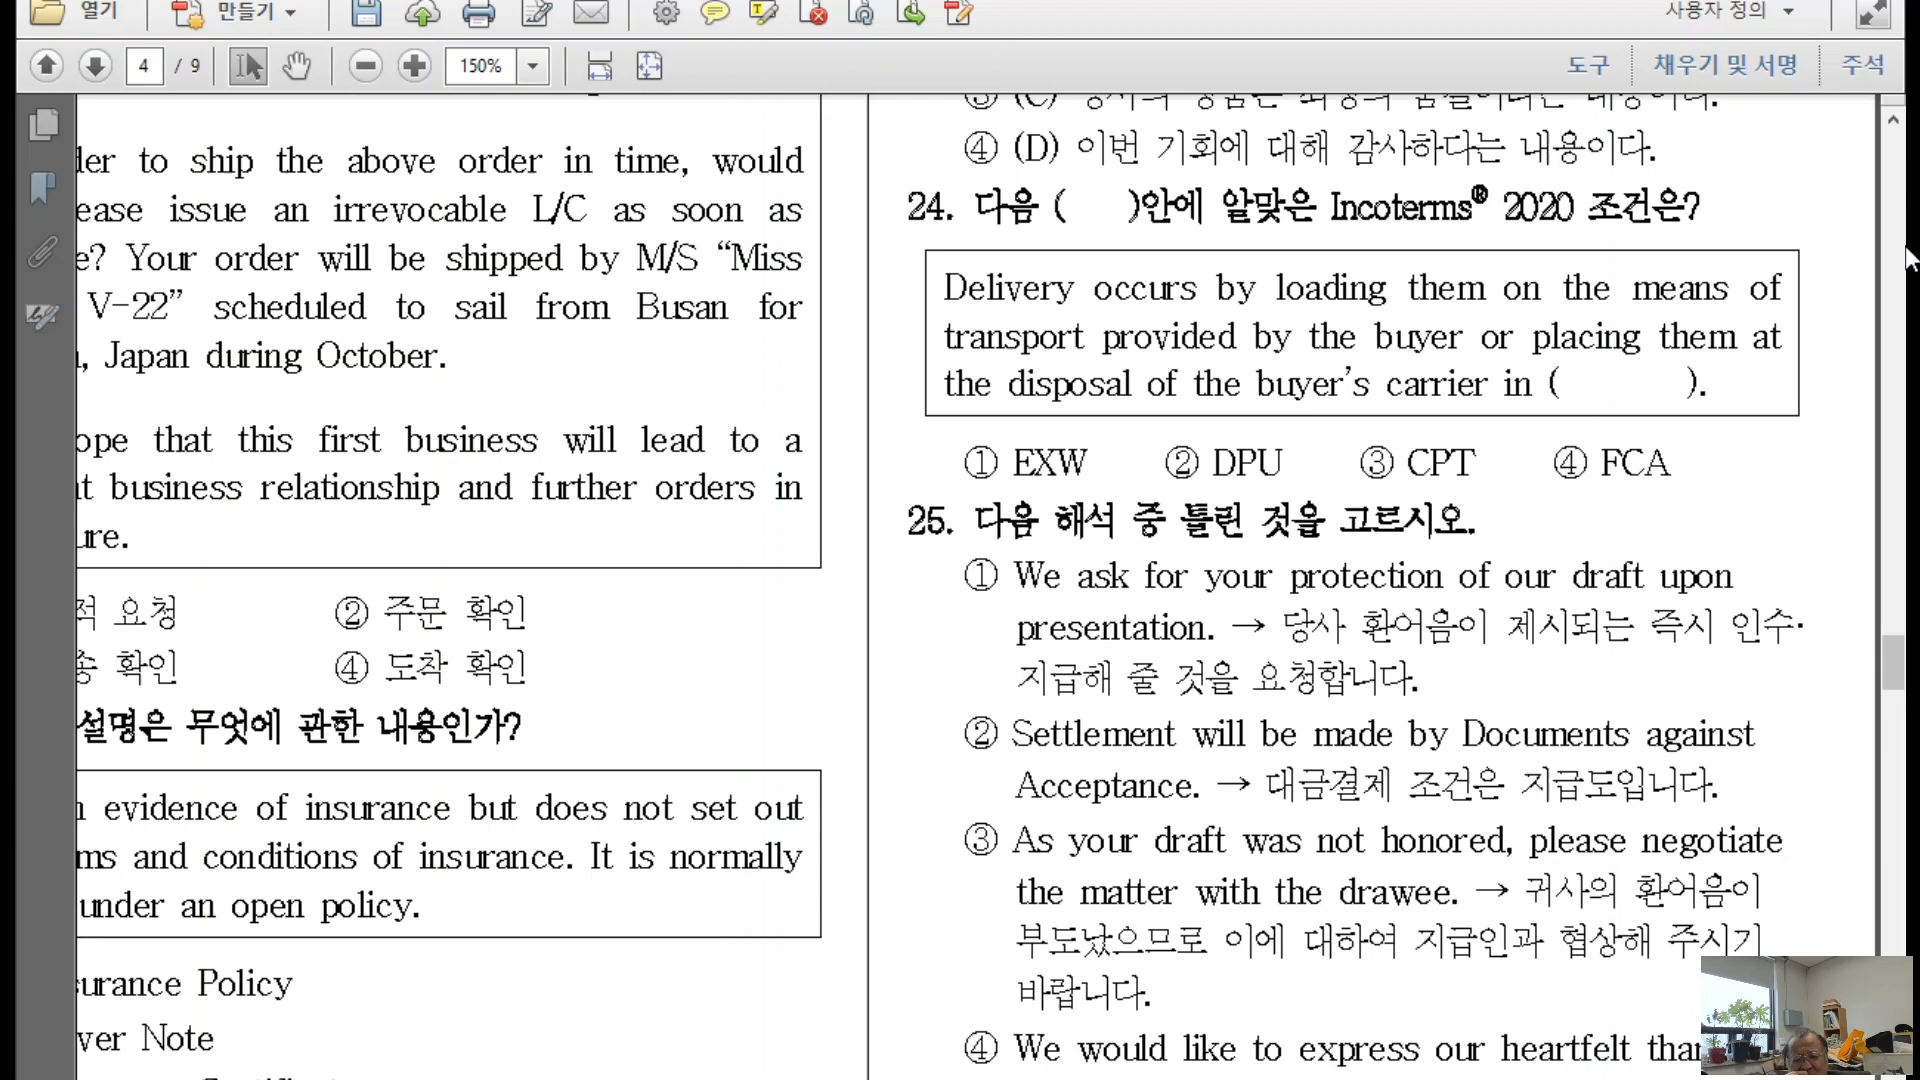 열기
만들기
사용자 정의
4 / 9
150%
도구
채우기 및 서명
주석
der to ship the above order in time, would
ease issue an irrevocable L/C as soon as
e? Your order will be shipped by M/S “Miss
V-22” scheduled to sail from Busan for
, Japan during October.
ope that this first business will lead to a
t business relationship and further orders in
ure.
적 요청
② 주문 확인
송 확인
④ 도착 확인
설명은 무엇에 관한 내용인가?
evidence of insurance but does not set out
ms and conditions of insurance. It is normally
under an open policy.
surance Policy
ver Note
④ (D) 이번 기회에 대해 감사하다는 내용이다.
24. 다음 (   )안에 알맞은 Incoterms® 2020 조건은?
Delivery occurs by loading them on the means of
transport provided by the buyer or placing them at
the disposal of the buyer’s carrier in (   ).
① EXW ② DPU ③ CPT ④ FCA
25. 다음 해석 중 틀린 것을 고르시오.
① We ask for your protection of our draft upon
presentation. → 당사 환어음이 제시되는 즉시 인수·
지급해 줄 것을 요청합니다.
② Settlement will be made by Documents against
Acceptance. → 대금결제 조건은 지급도입니다.
③ As your draft was not honored, please negotiate
the matter with the drawee. → 귀사의 환어음이
부도났으므로 이에 대하여 지급인과 협상해 주시기
바랍니다.
④ We would like to express our heartfelt